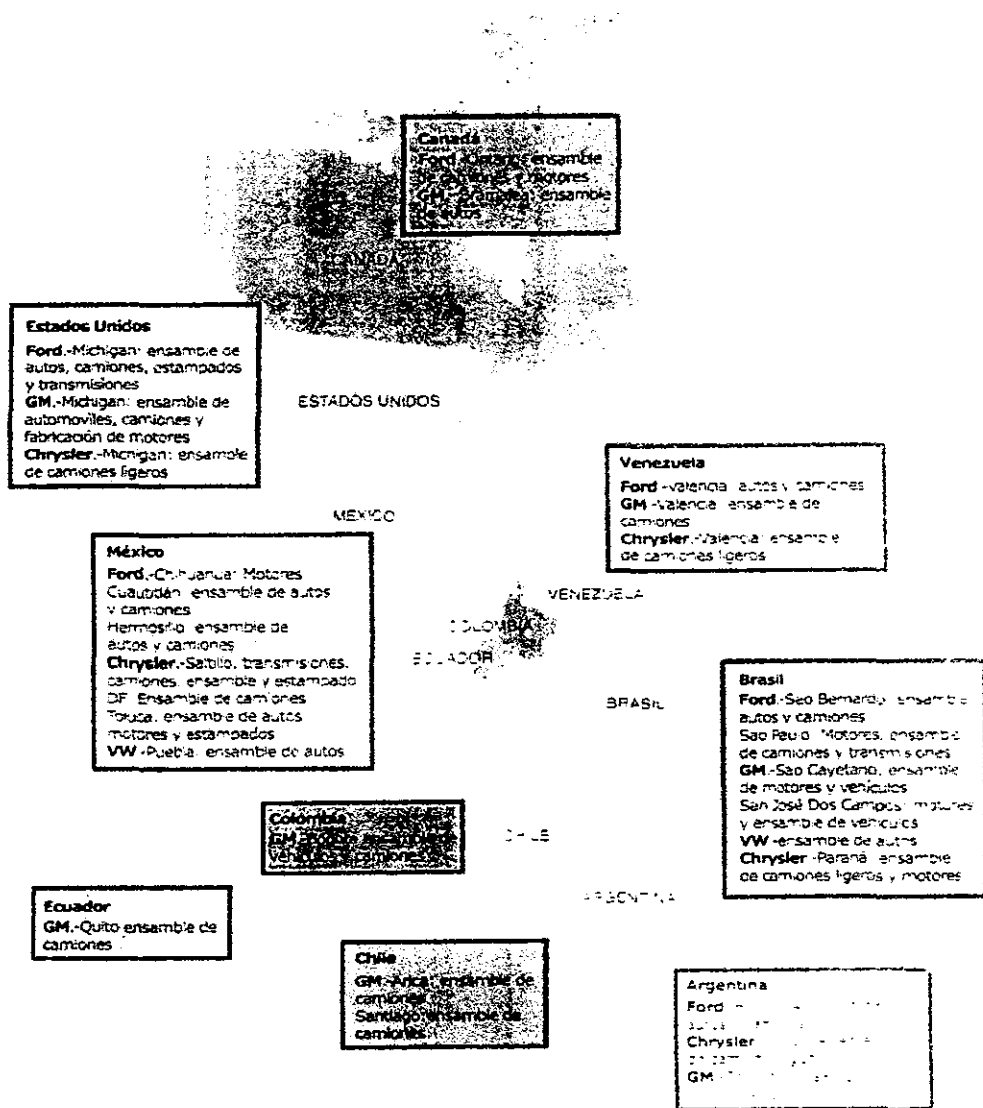 Canadá
Ford.-Ontario: ensamble
de camiones y motores
GM.- ensamble
de autos
CANADÁ
Estados Unidos
Ford.-Michigan: ensamble de
autos, camiones, estampados
y transmisiones
GM.-Michigan: ensamble de
automoviles, camiones y
fabricación de motores
Chrysler.-Michigan: ensamble
de camiones ligeros
ESTADOS UNIDOS
Venezuela
Ford.-Valencia: autos y camiones
GM.-Valencia: ensamble de
camiones
Chrysler.-Valencia: ensamble
de camiones ligeros
MEXICO
México
Ford.-Chihuahua: Motores
Cuautitlán: ensamble de autos
y camiones
Hermosillo: ensamble de
autos y camiones
Chrysler.-Saltillo, transmisiones,
camiones, ensamble y estampado
DF. Ensamble de camiones
Toluca: ensamble de autos
motores y estampados
VW.-Puebla: ensamble de autos
VENEZUELA
COLOMBIA
ECUADOR
BRASIL
Brasil
Ford.-Sao Bernardo: ensamble
autos y camiones
Sao Paulo: Motores, ensamble
de camiones y transmisiones
GM.-Sao Cayetano, ensamble
de motores y vehículos
San José Dos Campos: motores
y ensamble de vehículos
VW.-ensamble de autos
Chrysler.-Paraná: ensamble
de camiones ligeros y motores
Colombia
GM.- ensamble
vehículos y camiones
CHILE
ARGENTINA
Ecuador
GM.-Quito ensamble de
camiones
Chile
GM.-Arica: ensamble de
camiones
Santiago: ensamble de
camiones
Argentina
Ford
Chrysler
GM